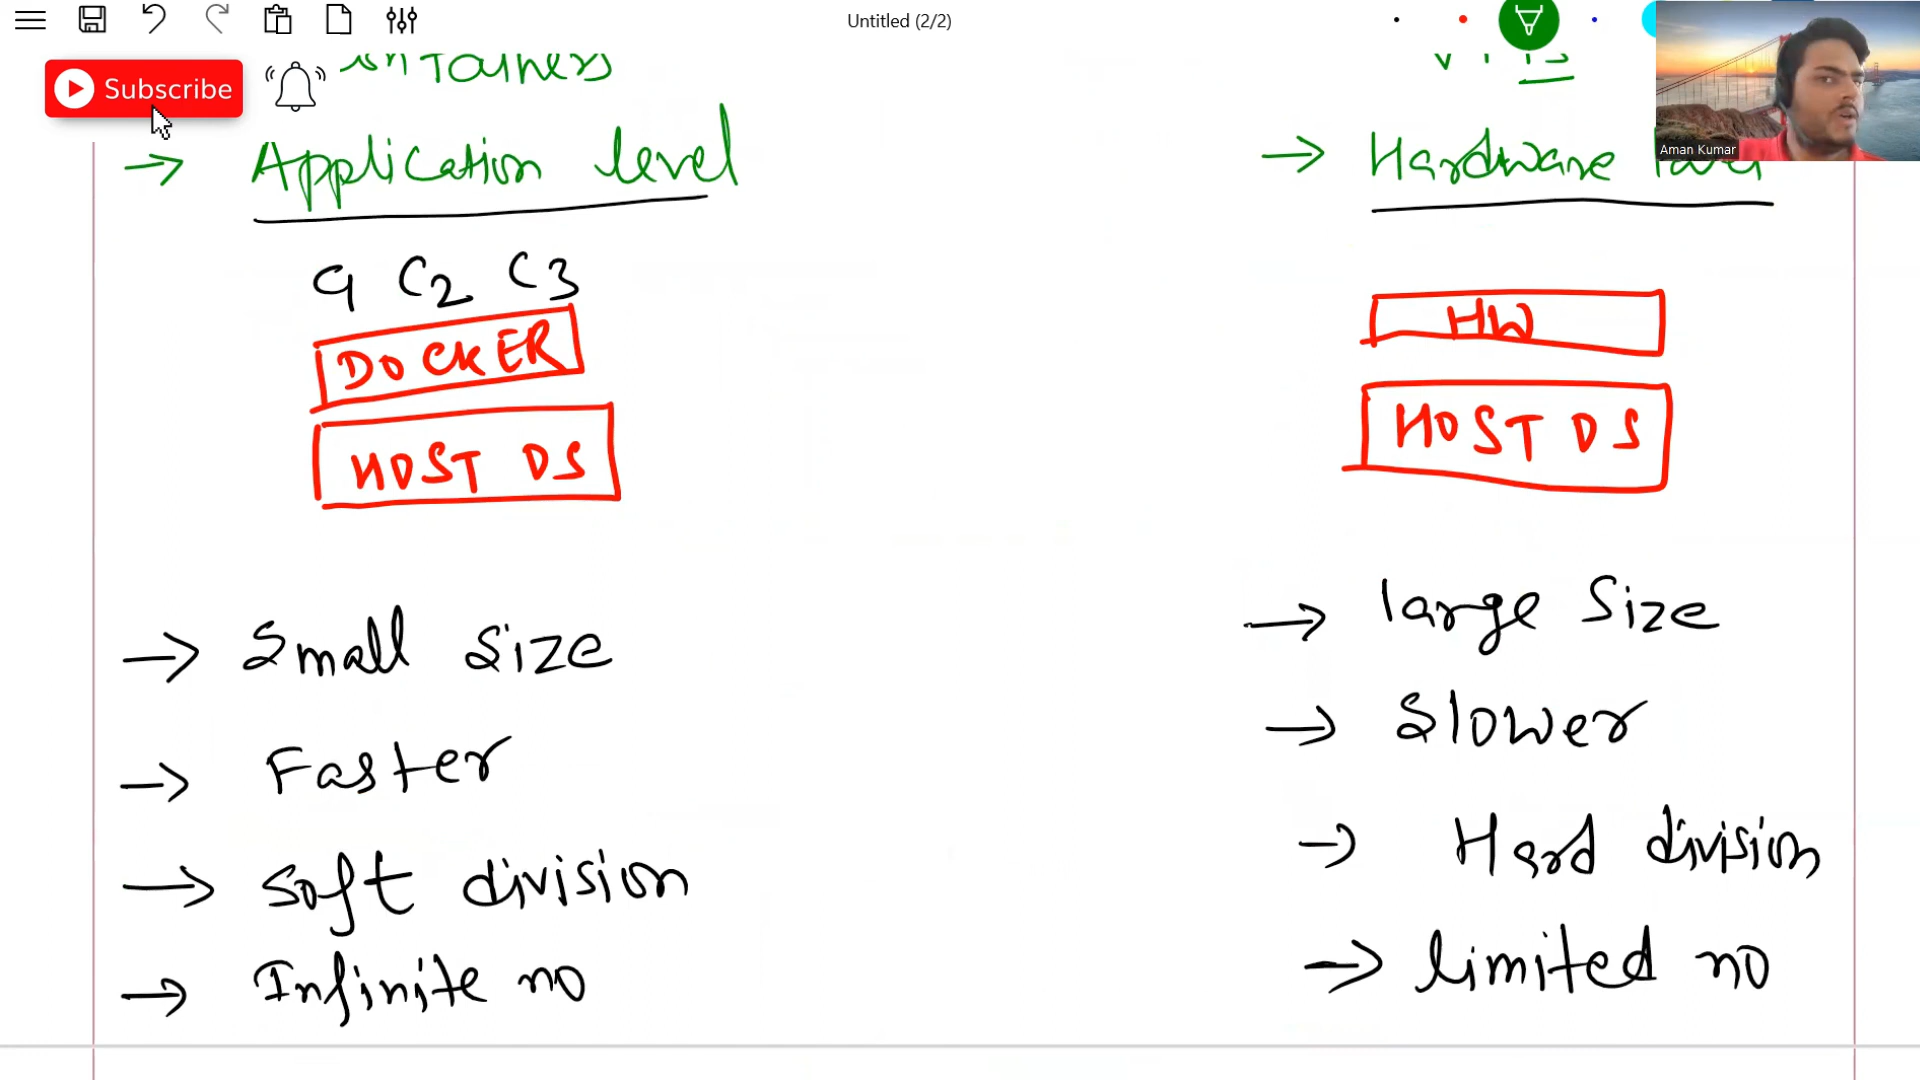 Untitled (2/2)
Subscribe
Aman Kumar
→ Application level
C1 C2 C3
DOCKER
HOST OS
→ Small Size
→ Faster
→ Soft division
→ Infinite no
→ Hardware level
HW
HOST OS
→ large Size
→ Slower
→ Hard division
→ limited no